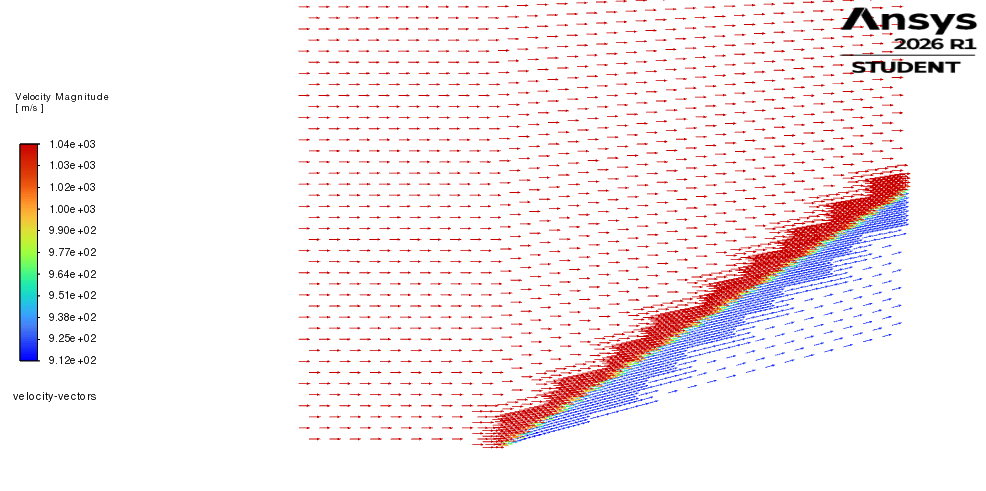 Ansys
2026 R1
STUDENT
Velocity Magnitude
[ m/s ]
1.04e +03
1.03e +03
1.02e +03
1.00e +03
9.90e +02
9.77e +02
9.64e +02
9.51e +02
9.38e +02
9.25e +02
9.12e +02
velocity-vectors